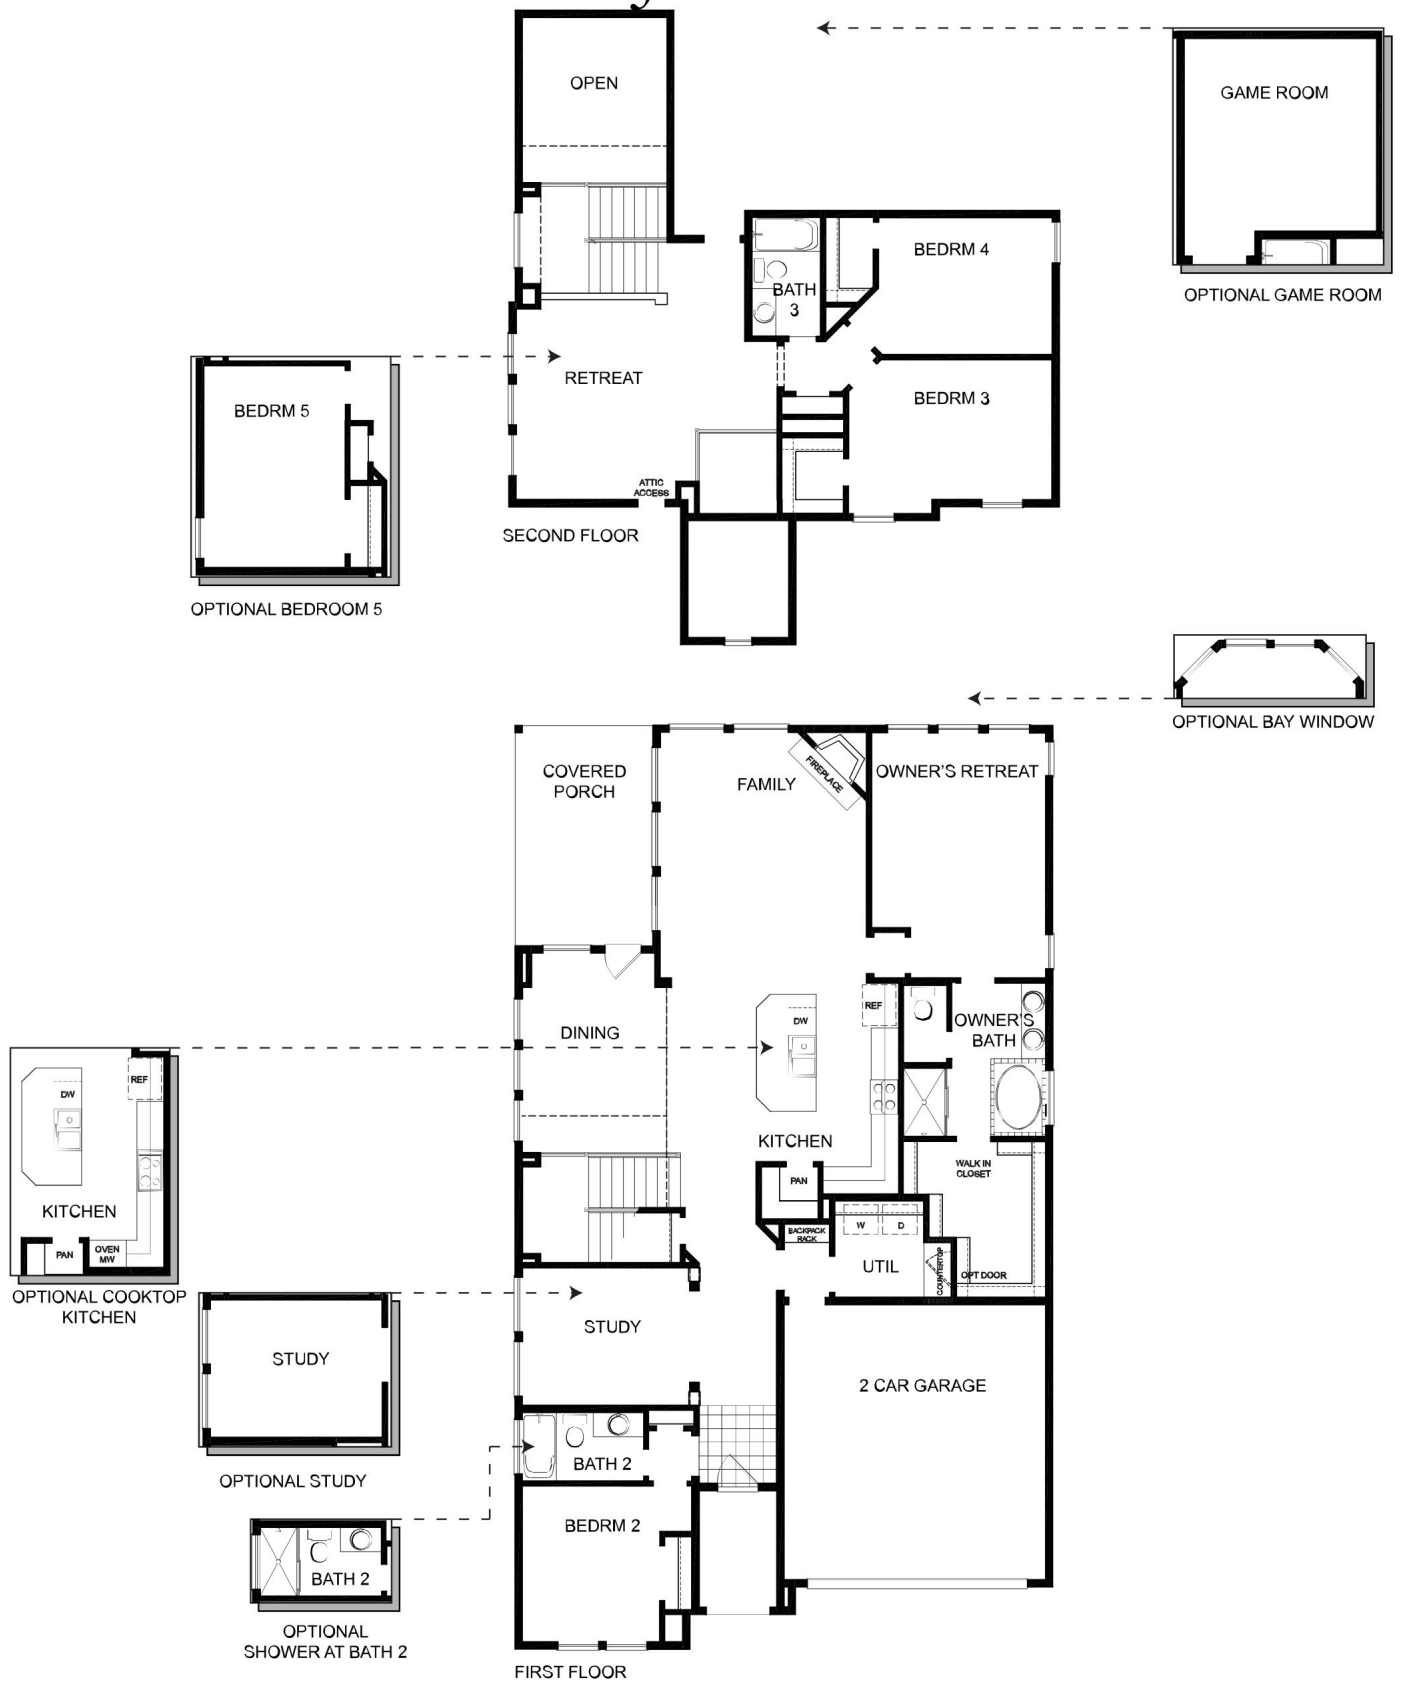 OPEN
GAME ROOM
BEDRM 4
BATH
3
OPTIONAL GAME ROOM
RETREAT
BEDRM 3
BEDRM 5
ATTIC
ACCESS
SECOND FLOOR
OPTIONAL BEDROOM 5
OPTIONAL BAY WINDOW
COVERED
PORCH
FAMILY
FIREPLACE
OWNER'S RETREAT
DINING
DW
REF
OWNER'S
BATH
KITCHEN
PAN
WALK IN
CLOSET
REF
DW
KITCHEN
PAN
OVEN
MW
OPTIONAL COOKTOP
KITCHEN
BACKPACK
RACK
W
D
UTIL
COUNTERTOP
OPT DOOR
STUDY
STUDY
OPTIONAL STUDY
2 CAR GARAGE
BATH 2
BEDRM 2
BATH 2
OPTIONAL
SHOWER AT BATH 2
FIRST FLOOR